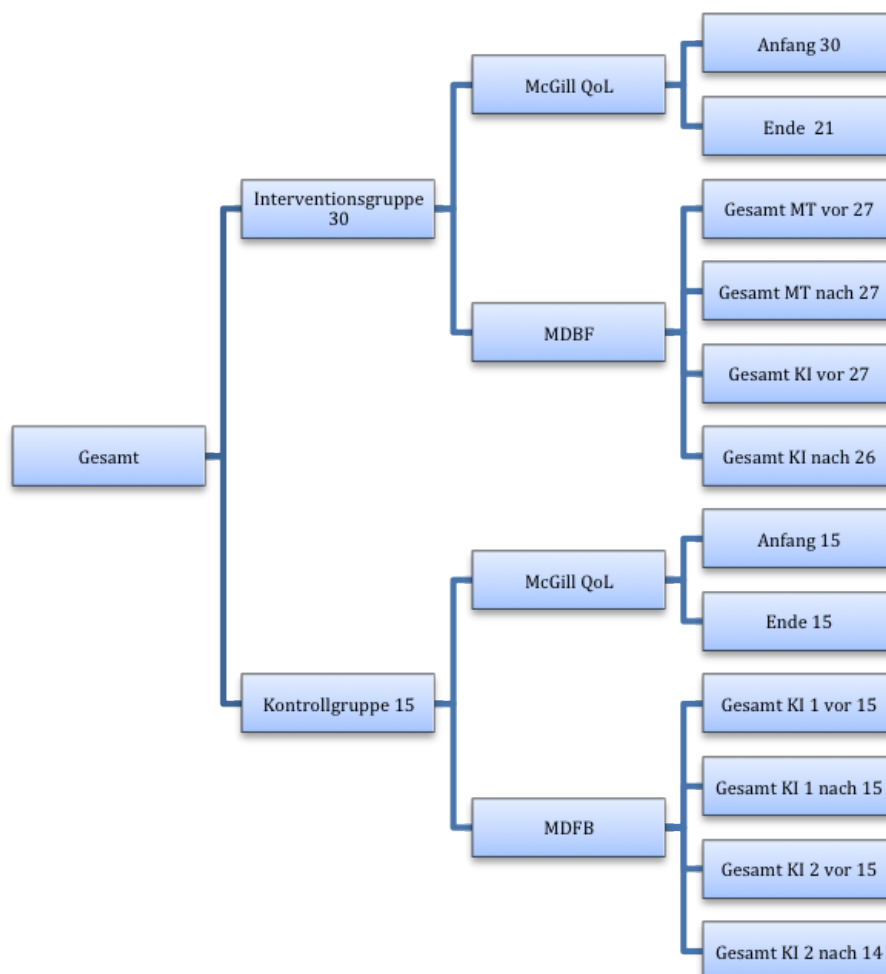 Anfang 30
McGill QoL
Ende 21
Interventionsgruppe
30
Gesamt MT vor 27
Gesamt MT nach 27
MDBF
Gesamt KI vor 27
Gesamt KI nach 26
Gesamt
Anfang 15
McGill QoL
Ende 15
Kontrollgruppe 15
Gesamt KI 1 vor 15
Gesamt KI 1 nach 15
MDFB
Gesamt KI 2 vor 15
Gesamt KI 2 nach 14